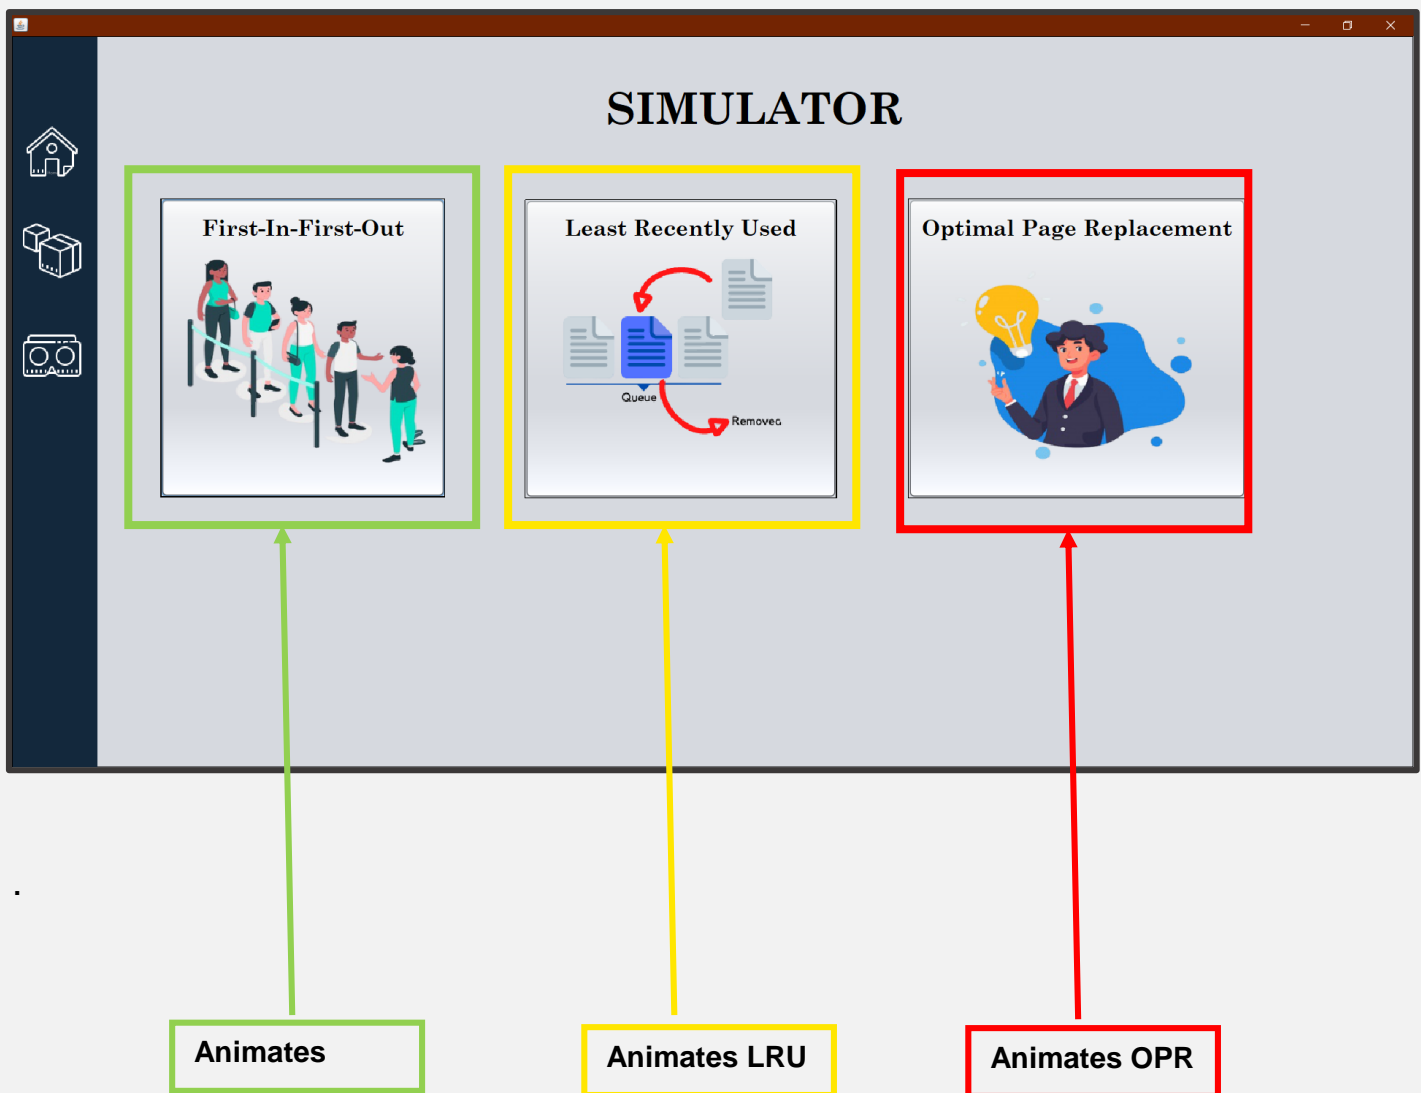 SIMULATOR
First-In-First-Out
Least Recently Used
Optimal Page Replacement
Queue
Removed
.
Animates
Animates LRU
Animates OPR